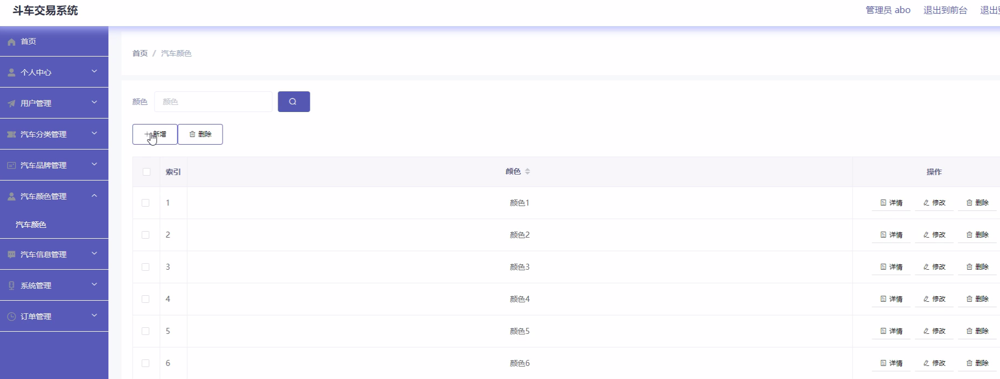 斗车交易系统
管理员 abo 退出到前台 退出
首页
个人中心
用户管理
汽车分类管理
汽车品牌管理
汽车颜色管理
汽车颜色
汽车信息管理
系统管理
订单管理
首页 / 汽车颜色
颜色 颜色
新增 删除
索引 颜色 操作
1 颜色1 详情 修改 删除
2 颜色2 详情 修改 删除
3 颜色3 详情 修改 删除
4 颜色4 详情 修改 删除
5 颜色5 详情 修改 删除
6 颜色6 详情 修改 删除